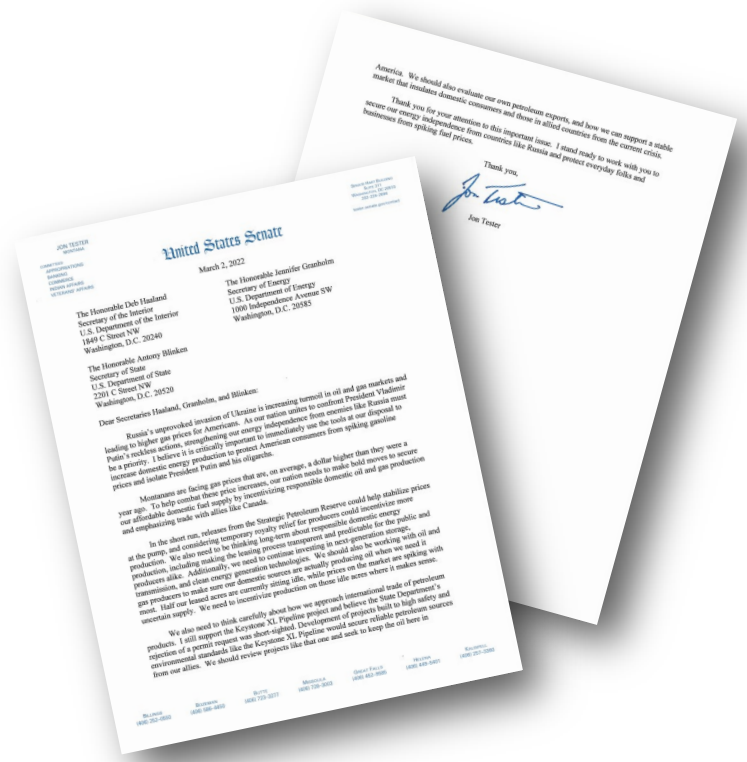 JON TESTER
MONTANA
COMMITTEES
APPROPRIATIONS
BANKING
COMMERCE
INDIAN AFFAIRS
VETERANS' AFFAIRS
United States Senate
March 2, 2022
The Honorable Deb Haaland
Secretary of the Interior
U.S. Department of the Interior
1849 C Street NW
Washington, D.C. 20240
The Honorable Jennifer Granholm
Secretary of Energy
U.S. Department of Energy
1000 Independence Avenue SW
Washington, D.C. 20585
The Honorable Antony Blinken
Secretary of State
U.S. Department of State
2201 C Street NW
Washington, D.C. 20520
Dear Secretaries Haaland, Granholm, and Blinken:
Russia's unprovoked invasion of Ukraine is increasing turmoil in oil and gas markets and
leading to higher gas prices for Americans. As our nation unites to confront President Vladimir
Putin's reckless actions, strengthening our energy independence from enemies like Russia must
be a priority. I believe it is critically important to immediately use the tools at our disposal to
increase domestic energy production to protect American consumers from spiking gasoline
prices and isolate President Putin and his oligarchs.
Montanans are facing gas prices that are, on average, a dollar higher than they were a
year ago. To help combat these price increases, our nation needs to make bold moves to secure
our affordable domestic fuel supply by incentivizing responsible domestic oil and gas production
and emphasizing trade with allies like Canada.
In the short run, releases from the Strategic Petroleum Reserve could help stabilize prices
at the pump, and considering temporary royalty relief for producers could incentivize more
production. We also need to be thinking long-term about responsible domestic energy
production, including making the leasing process transparent and predictable for the public and
producers alike. Additionally, we need to continue investing in next-generation storage,
transmission, and clean energy generation technologies. We should also be working with oil and
gas producers to make sure our domestic sources are actually producing oil when we need it
most. Half our leased acres are currently sitting idle, while prices on the market are spiking with
uncertain supply. We need to incentivize production on those idle acres where it makes sense.
We also need to think carefully about how we approach international trade of petroleum
products. I still support the Keystone XL Pipeline project and believe the State Department's
rejection of a permit request was short-sighted. Development of projects built to high safety and
environmental standards like the Keystone XL Pipeline would secure reliable petroleum sources
from our allies. We should review projects like that one and seek to keep the oil here in
BILLINGS
BOZEMAN
BUTTE
MISSOULA
GREAT FALLS
HELENA
KALISPELL
America. We should also evaluate our own petroleum exports, and how we can support a stable
market that insulates domestic consumers and those in allied countries from the current crisis.
Thank you for your attention to this important issue. I stand ready to work with you to
secure our energy independence from countries like Russia and protect everyday folks and
businesses from spiking fuel prices.
Thank you,
Jon Tester
Jon Tester